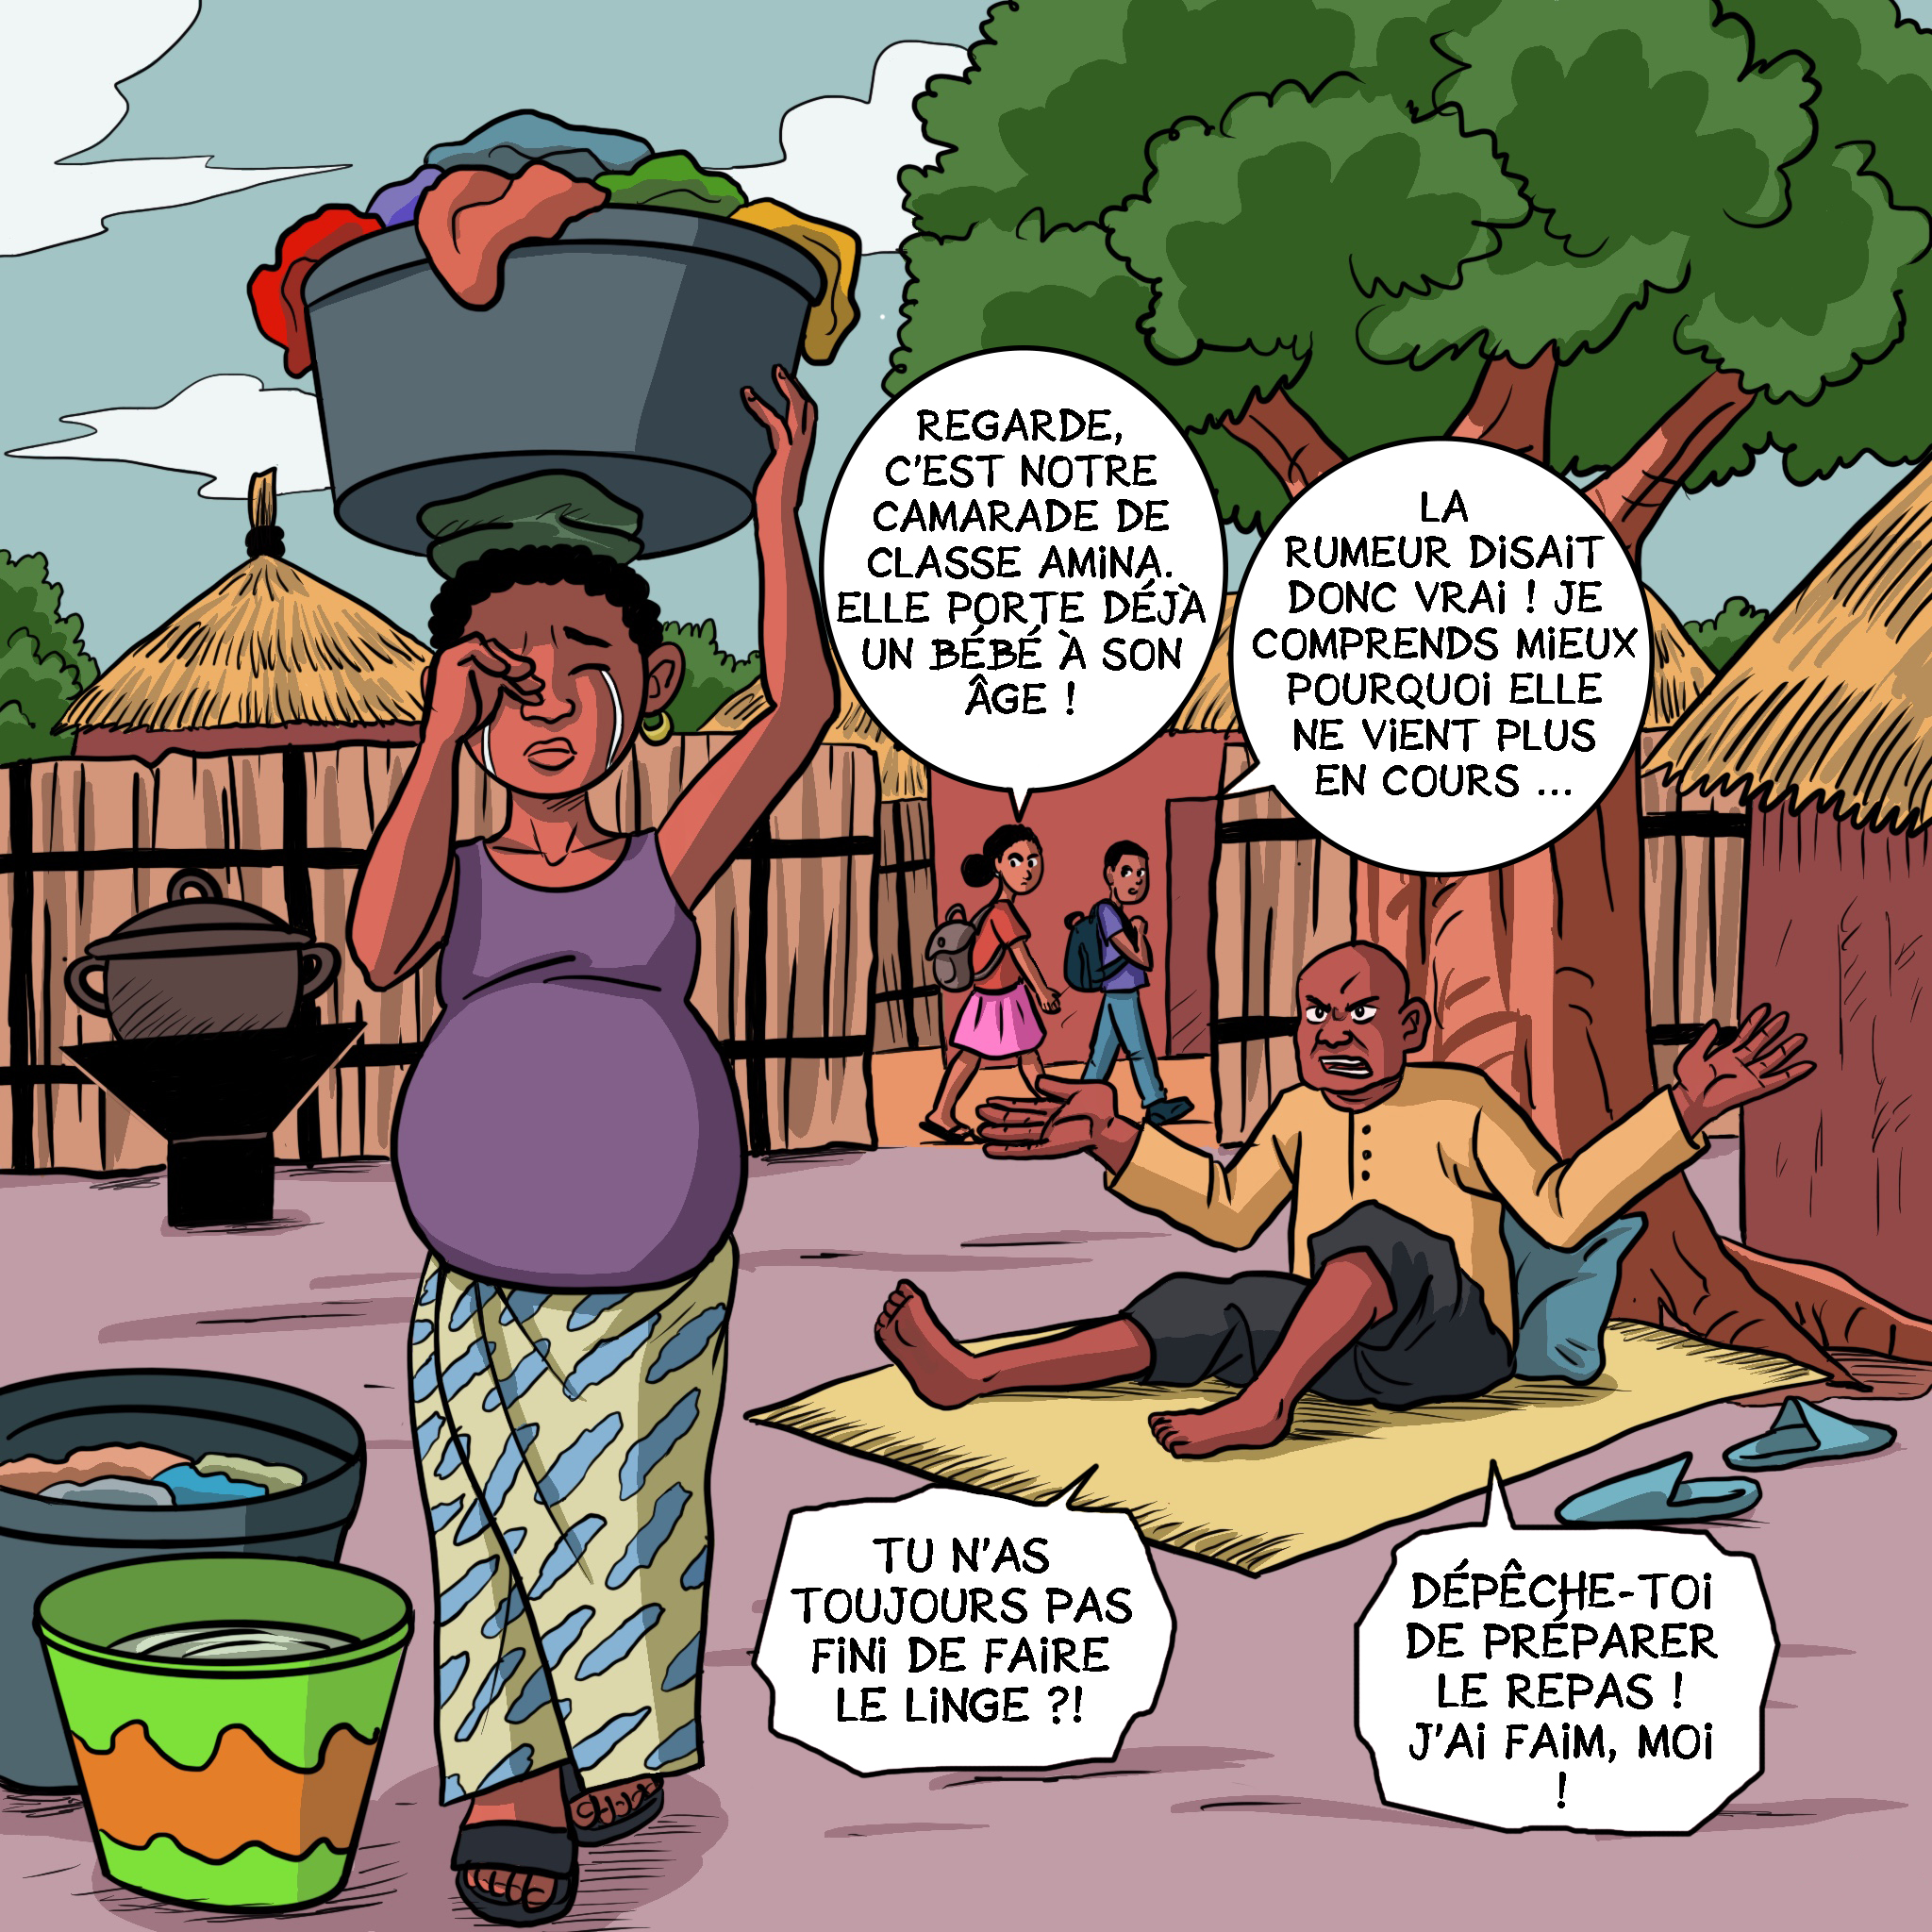 REGARDE,
C'EST NOTRE
CAMARADE DE
CLASSE AMINA.
ELLE PORTE DÉJÀ
UN BÉBÉ À SON
ÂGE !
LA
RUMEUR DISAIT
DONC VRAI ! JE
COMPRENDS MIEUX
POURQUOI ELLE
NE VIENT PLUS
EN COURS ...
TU N'AS
TOUJOURS PAS
FINI DE FAIRE
LE LINGE ?!
DÉPÊCHE-TOI
DE PRÉPARER
LE REPAS !
J'AI FAIM, MOI
!